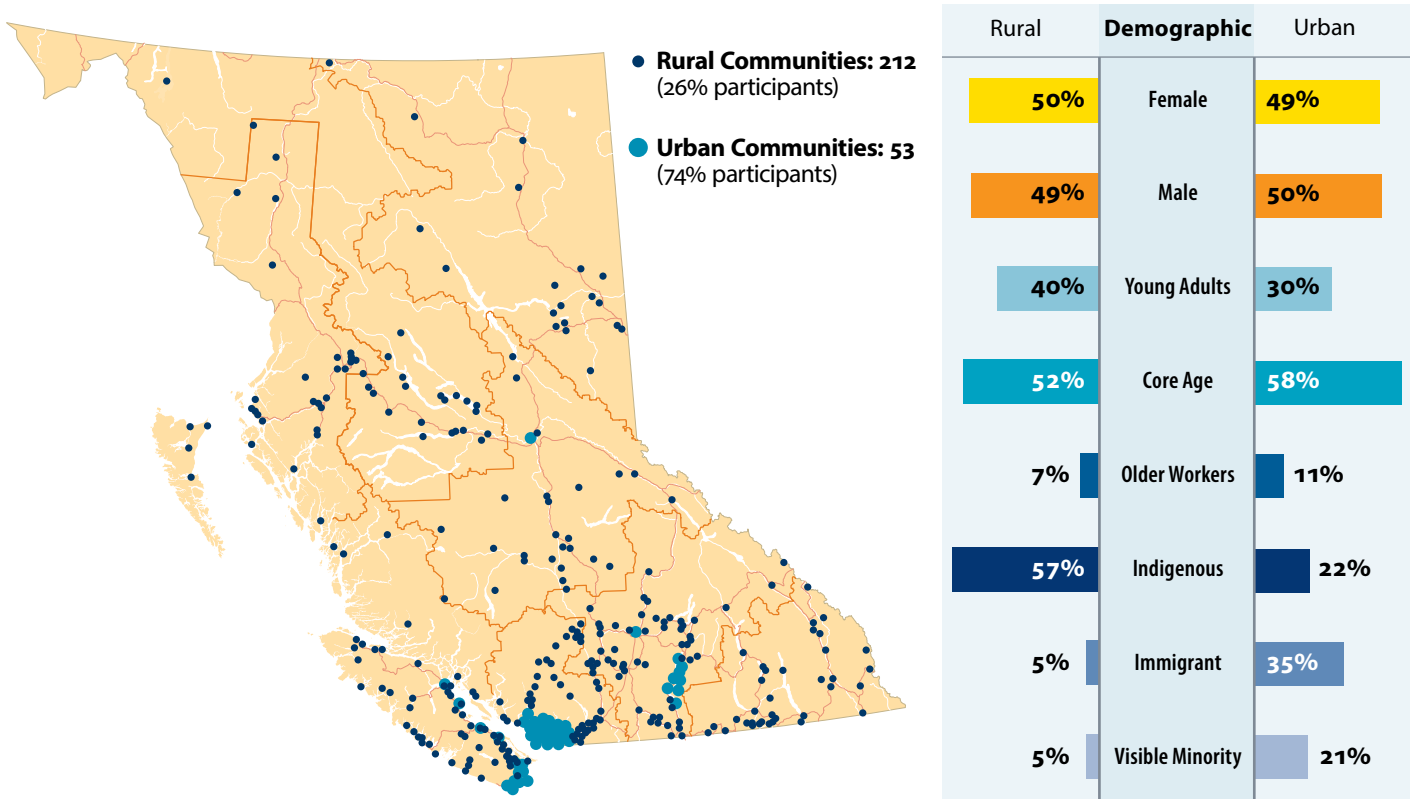 Rural Communities: 212
(26% participants)
Urban Communities: 53
(74% participants)
Rural Demographic Urban
50% Female 49%
49% Male 50%
40% Young Adults 30%
52% Core Age 58%
7% Older Workers 11%
57% Indigenous 22%
5% Immigrant 35%
5% Visible Minority 21%